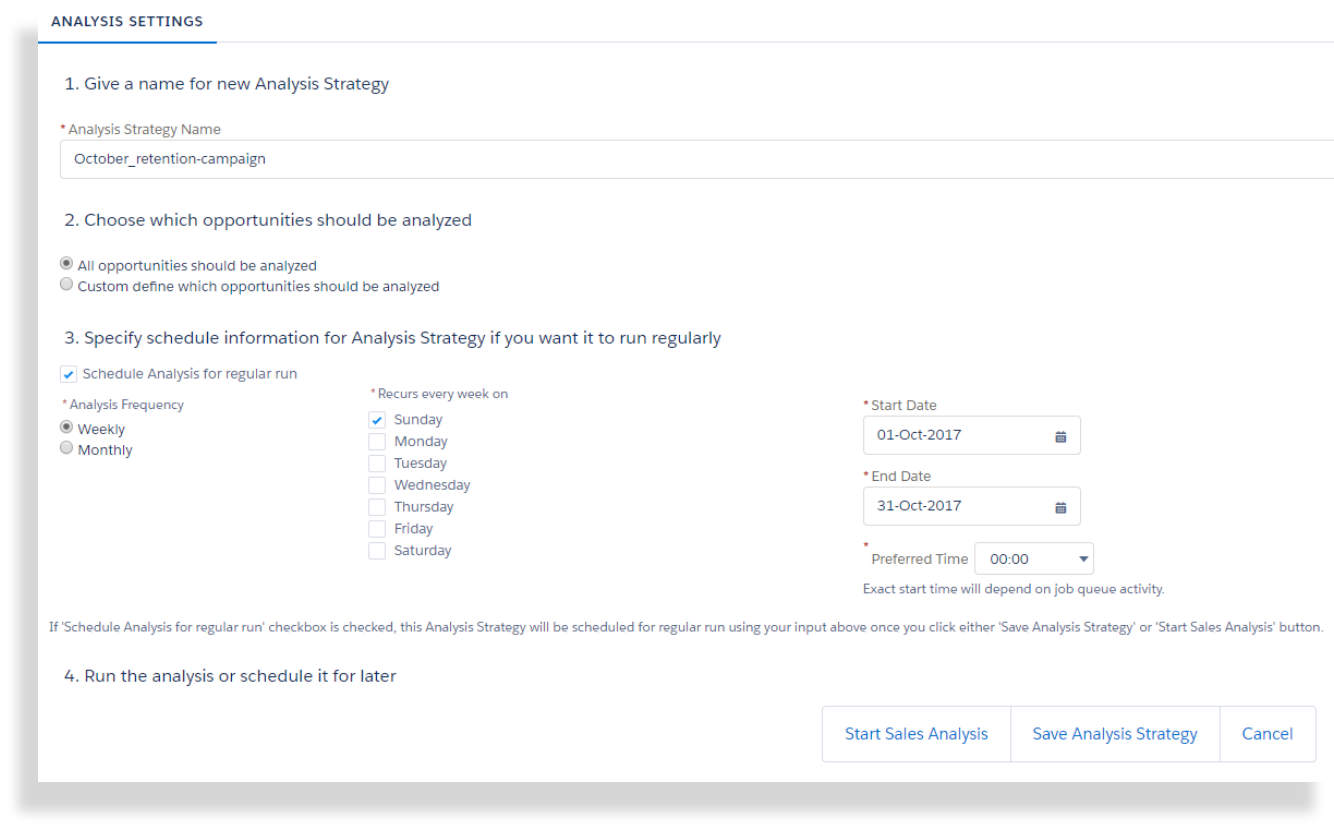 ANALYSIS SETTINGS
1. Give a name for new Analysis Strategy
* Analysis Strategy Name
October_retention-campaign
2. Choose which opportunities should be analyzed
All opportunities should be analyzed
Custom define which opportunities should be analyzed
3. Specify schedule information for Analysis Strategy if you want it to run regularly
Schedule Analysis for regular run
* Analysis Frequency
Weekly
Monthly
* Recurs every week on
Sunday
Monday
Tuesday
Wednesday
Thursday
Friday
Saturday
* Start Date
01-Oct-2017
* End Date
31-Oct-2017
* Preferred Time 00:00
Exact start time will depend on job queue activity.
If 'Schedule Analysis for regular run' checkbox is checked, this Analysis Strategy will be scheduled for regular run using your input above once you click either 'Save Analysis Strategy' or 'Start Sales Analysis' button.
4. Run the analysis or schedule it for later
Start Sales Analysis Save Analysis Strategy Cancel